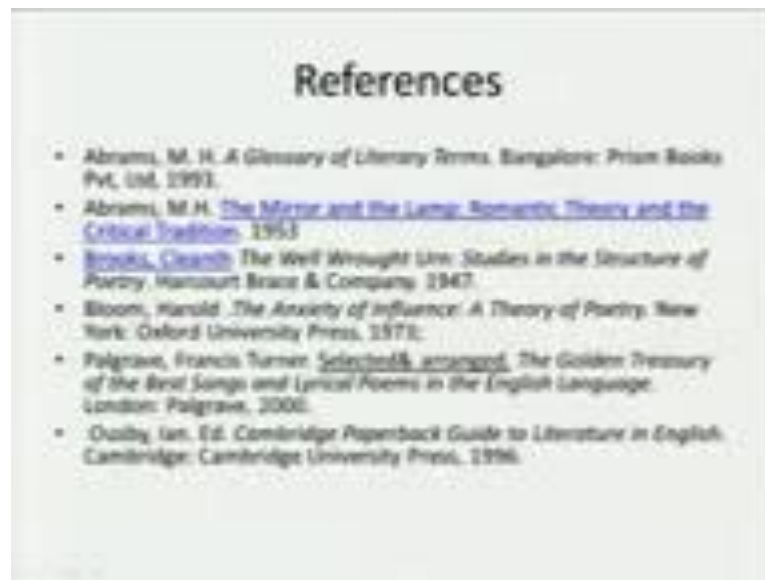 References
• Abrams, M. H. A Glossary of Literary Terms. Bangalore: Prism Books
Pvt, Ltd, 1993.
• Abrams, M.H. The Mirror and the Lamp: Romantic Theory and the
Critical Tradition. 1953
• Brooks, Cleanth The Well Wrought Urn: Studies in the Structure of
Poetry. Harcourt Brace & Company. 1947.
• Bloom, Harold .The Anxiety of Influence: A Theory of Poetry. New
York: Oxford University Press, 1973;
• Palgrave, Francis Turner. Selected& arranged. The Golden Treasury
of the Best Songs and Lyrical Poems in the English Language.
London: Palgrave, 2000.
• Ousby, Ian. Ed. Cambridge Paperback Guide to Literature in English.
Cambridge: Cambridge University Press, 1996.